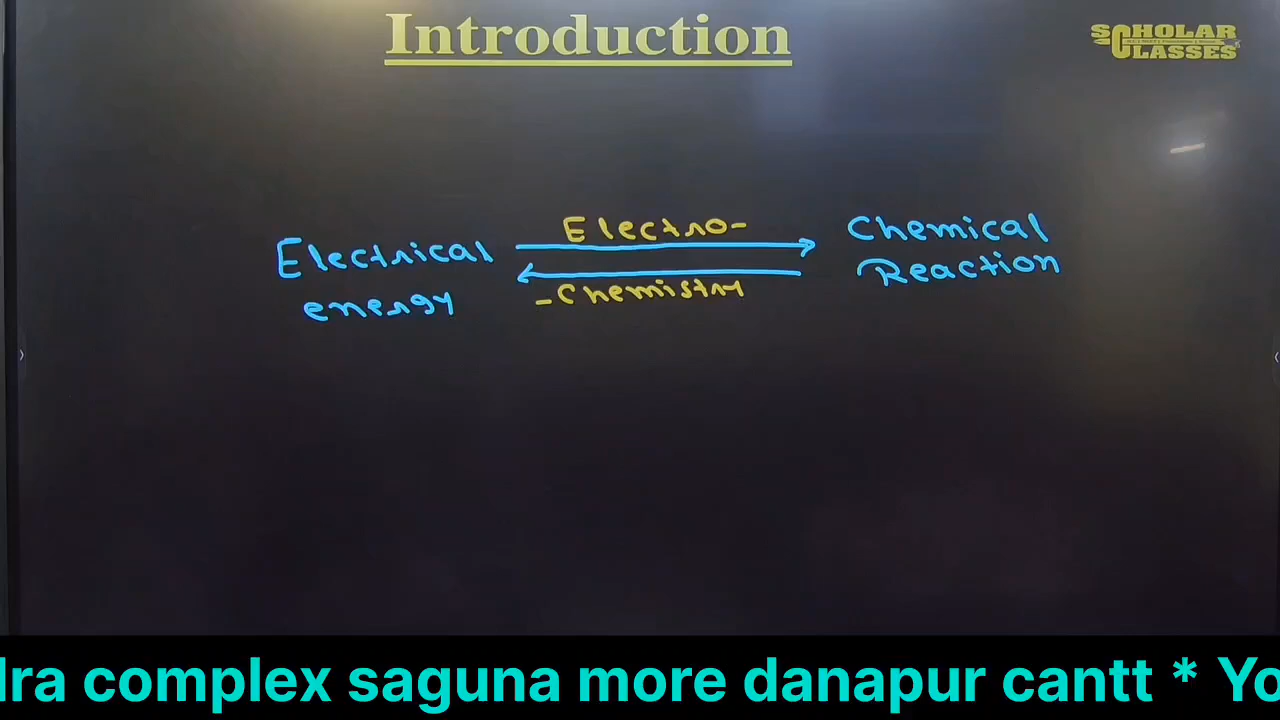 Introduction
SCHOLAR
CLASSES
Electro-
Electrical
energy
Chemical
Reaction
-Chemistry
dra complex saguna more danapur cantt * Yo